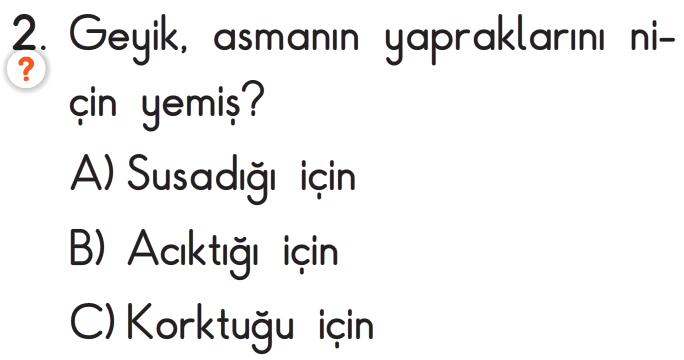 2. Geyik, asmanın yapraklarını ni-
?
çin yemiş?
A) Susadığı için
B) Acıktığı için
C) Korktuğu için